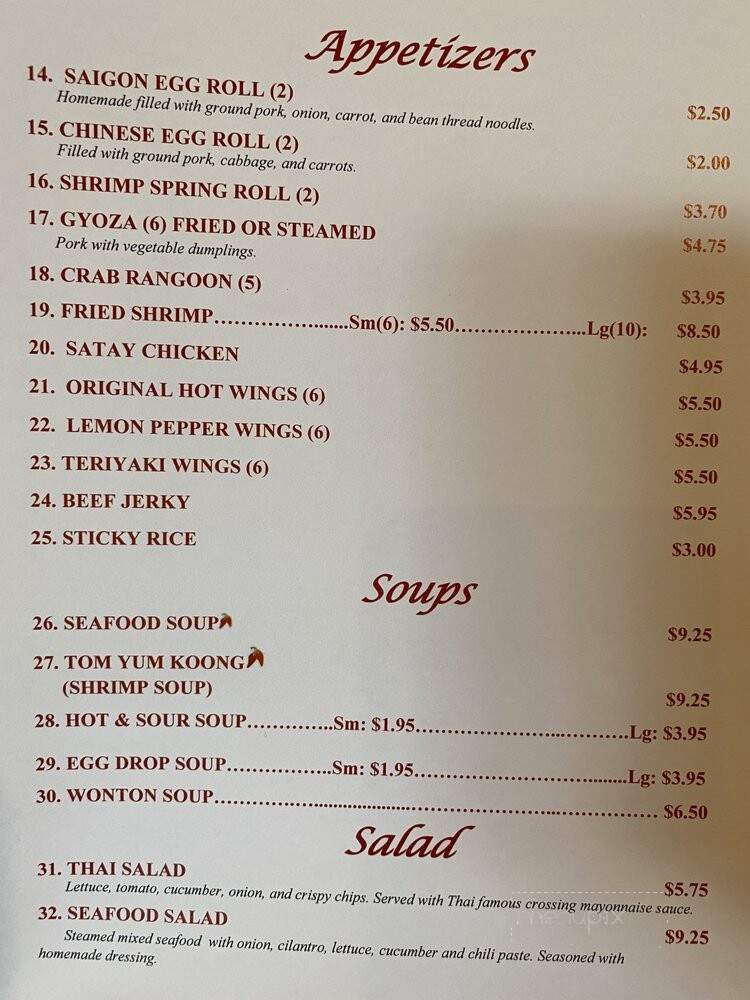 Appetizers
14. SAIGON EGG ROLL (2) $2.50
Homemade filled with ground pork, onion, carrot, and bean thread noodles.
15. CHINESE EGG ROLL (2) $2.00
Filled with ground pork, cabbage, and carrots.
16. SHRIMP SPRING ROLL (2) $3.70
17. GYOZA (6) FRIED OR STEAMED $4.75
Pork with vegetable dumplings.
18. CRAB RANGOON (5) $3.95
19. FRIED SHRIMP.....................Sm(6): $5.50.....................Lg(10): $8.50
20. SATAY CHICKEN $4.95
21. ORIGINAL HOT WINGS (6) $5.50
22. LEMON PEPPER WINGS (6) $5.50
23. TERIYAKI WINGS (6) $5.50
24. BEEF JERKY $5.95
25. STICKY RICE $3.00
Soups
26. SEAFOOD SOUP $9.25
27. TOM YUM KOONG
(SHRIMP SOUP) $9.25
28. HOT & SOUR SOUP..............Sm: $1.95..................................Lg: $3.95
29. EGG DROP SOUP.................Sm: $1.95..................................Lg: $3.95
30. WONTON SOUP............................................................ $6.50
Salad
31. THAI SALAD $5.75
Lettuce, tomato, cucumber, onion, and crispy chips. Served with Thai famous crossing mayonnaise sauce.
32. SEAFOOD SALAD $9.25
Steamed mixed seafood with onion, cilantro, lettuce, cucumber and chili paste. Seasoned with
homemade dressing.